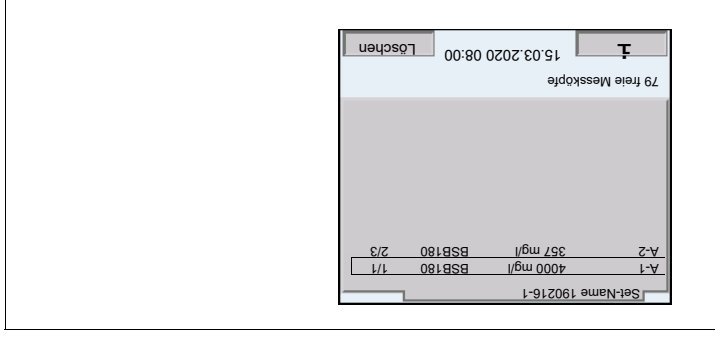 Set-Name 190216-1
A-1 4000 mg/l BSB180 1/1
A-2 357 mg/l BSB180 2/3
79 freie Messköpfe
i 15.03.2020 08:00 Löschen